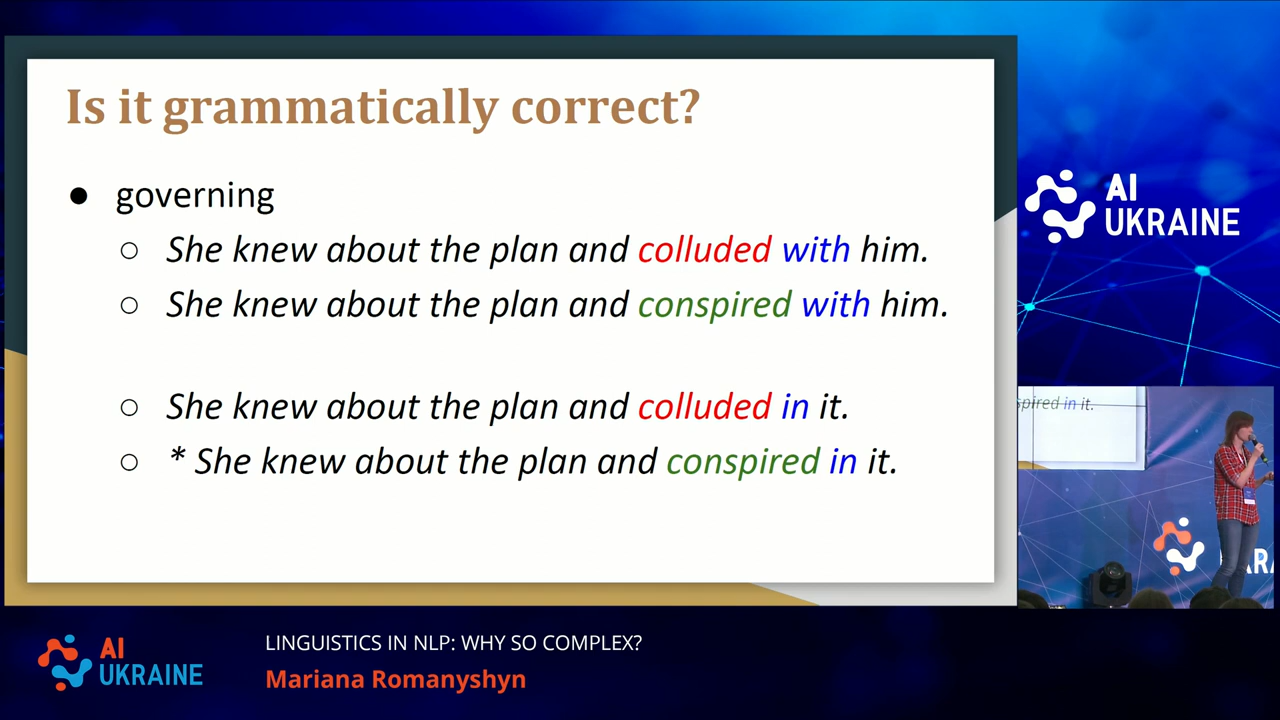 Is it grammatically correct?
● governing
○ She knew about the plan and colluded with him.
○ She knew about the plan and conspired with him.
○ She knew about the plan and colluded in it.
○ * She knew about the plan and conspired in it.
AI
UKRAINE
spired in it.
AI
UKRAINE
LINGUISTICS IN NLP: WHY SO COMPLEX?
Mariana Romanyshyn